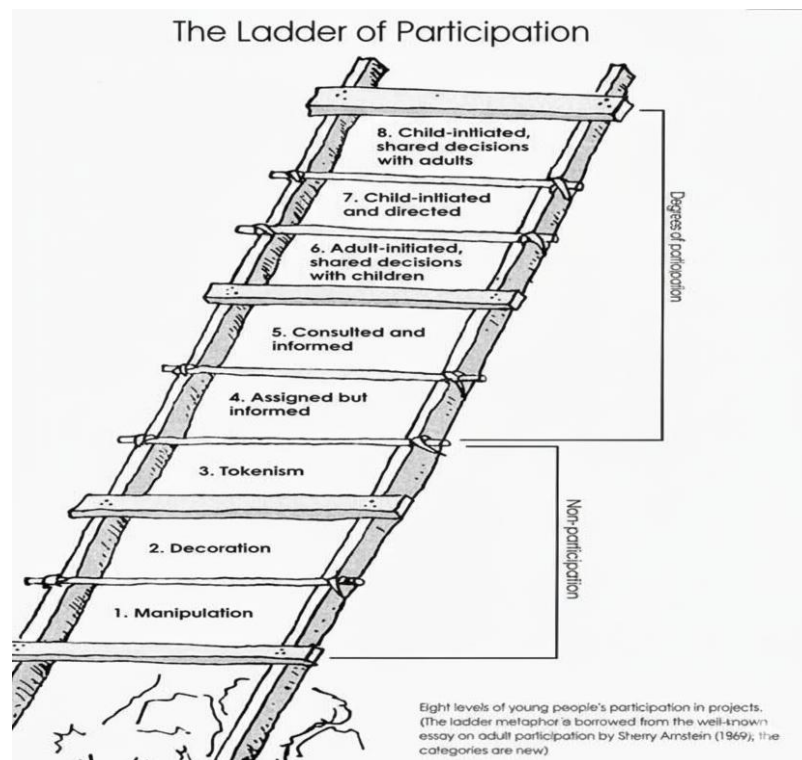 The Ladder of Participation
8. Child-initiated,
shared decisions
with adults
7. Child-initiated
and directed
6. Adult-initiated,
shared decisions
with children
5. Consulted and
informed
4. Assigned but
informed
3. Tokenism
2. Decoration
1. Manipulation
Degrees of participation
Non-participation
Eight levels of young people's participation in projects.
(The ladder metaphor is borrowed from the well-known
essay on adult participation by Sherry Arnstein (1969); the
categories are new)